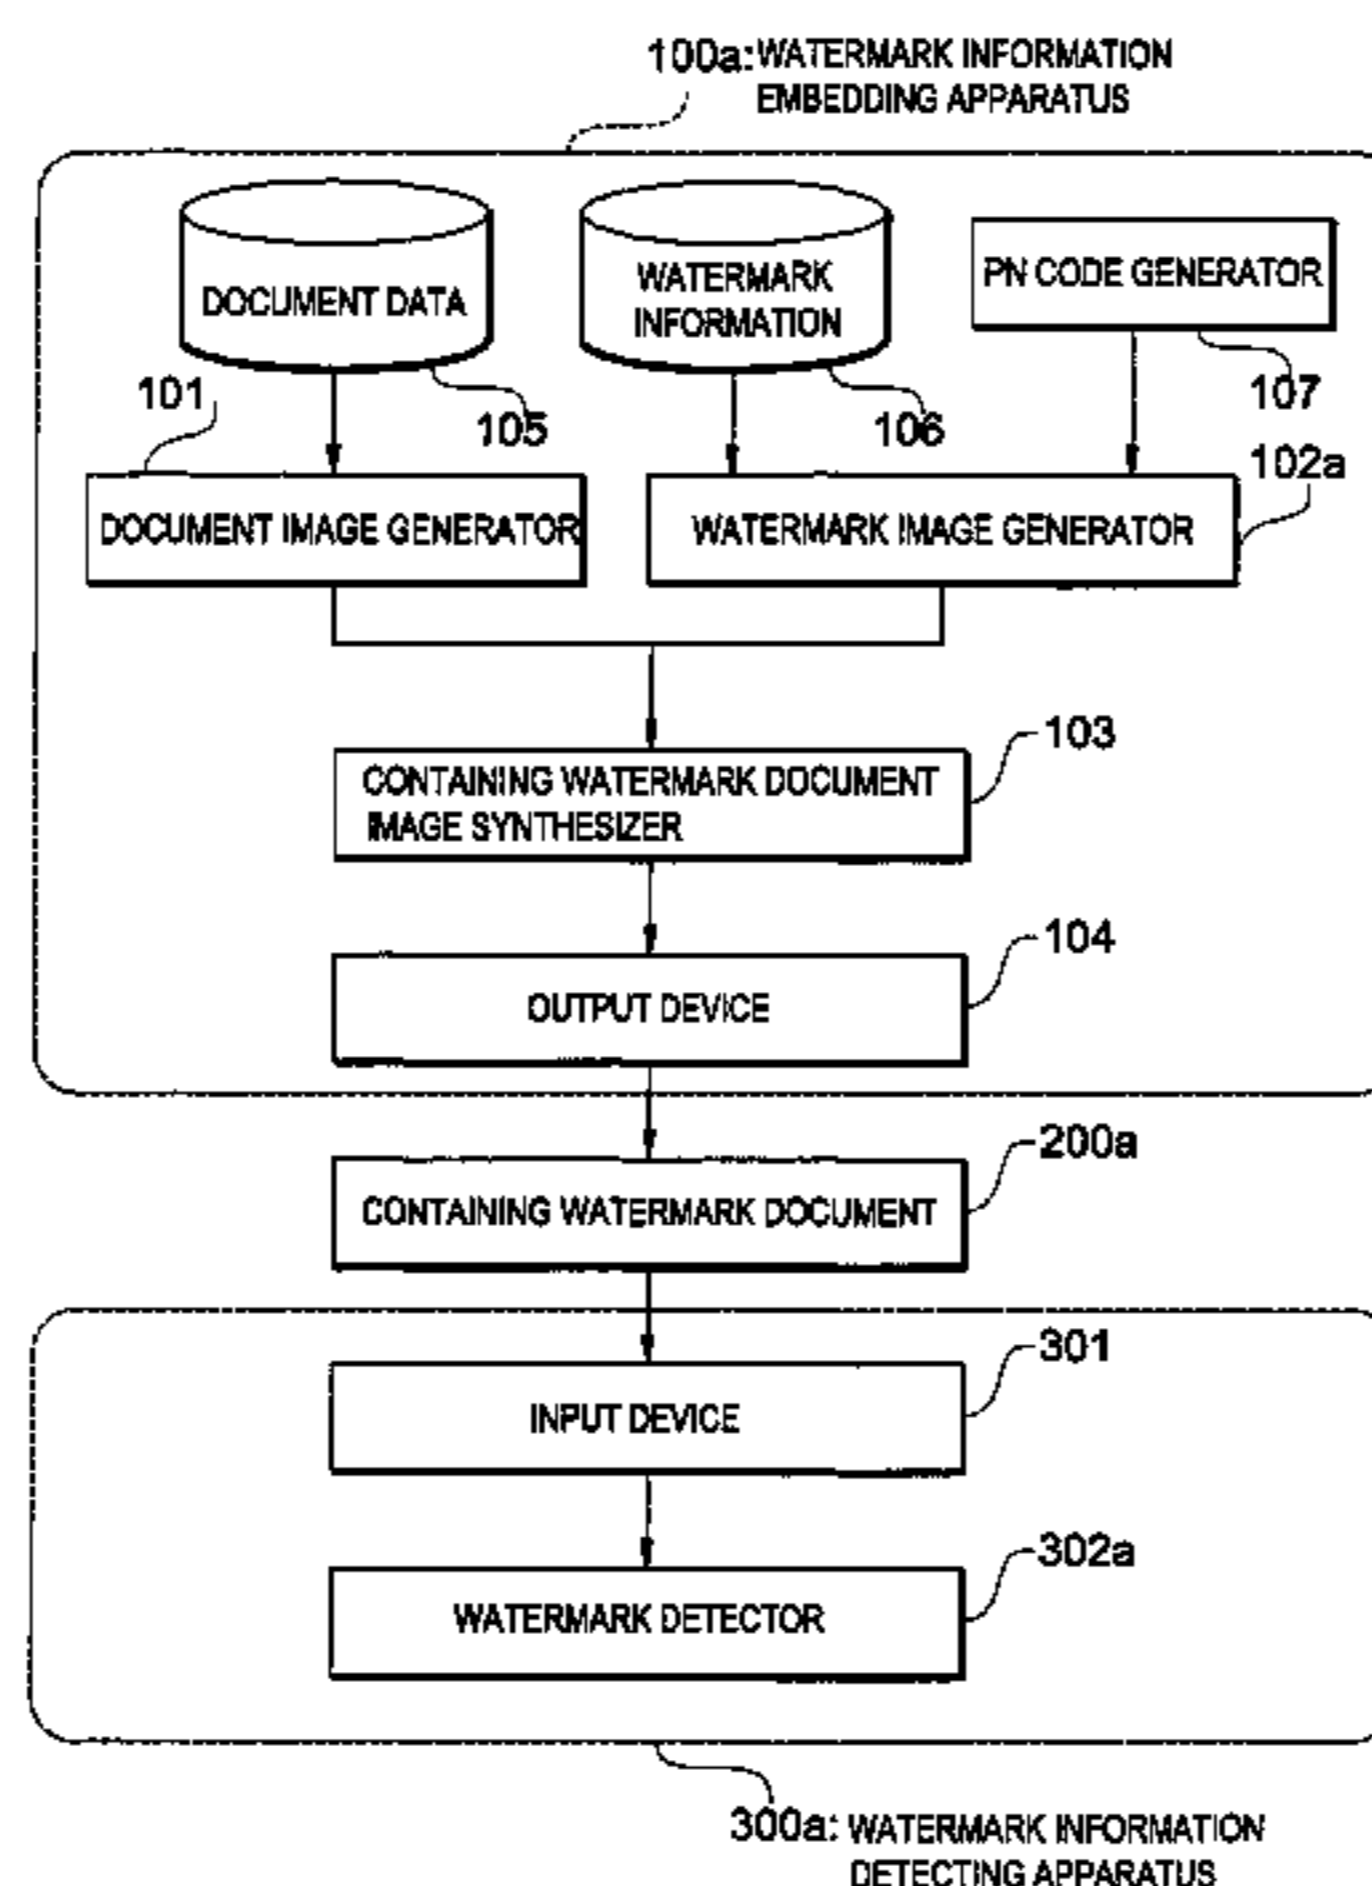 100a: WATERMARK INFORMATION
EMBEDDING APPARATUS
DOCUMENT DATA
WATERMARK
INFORMATION
PN CODE GENERATOR
101
105
106
107
102a
DOCUMENT IMAGE GENERATOR
WATERMARK IMAGE GENERATOR
103
CONTAINING WATERMARK DOCUMENT
IMAGE SYNTHESIZER
104
OUTPUT DEVICE
200a
CONTAINING WATERMARK DOCUMENT
301
INPUT DEVICE
302a
WATERMARK DETECTOR
300a: WATERMARK INFORMATION
DETECTING APPARATUS